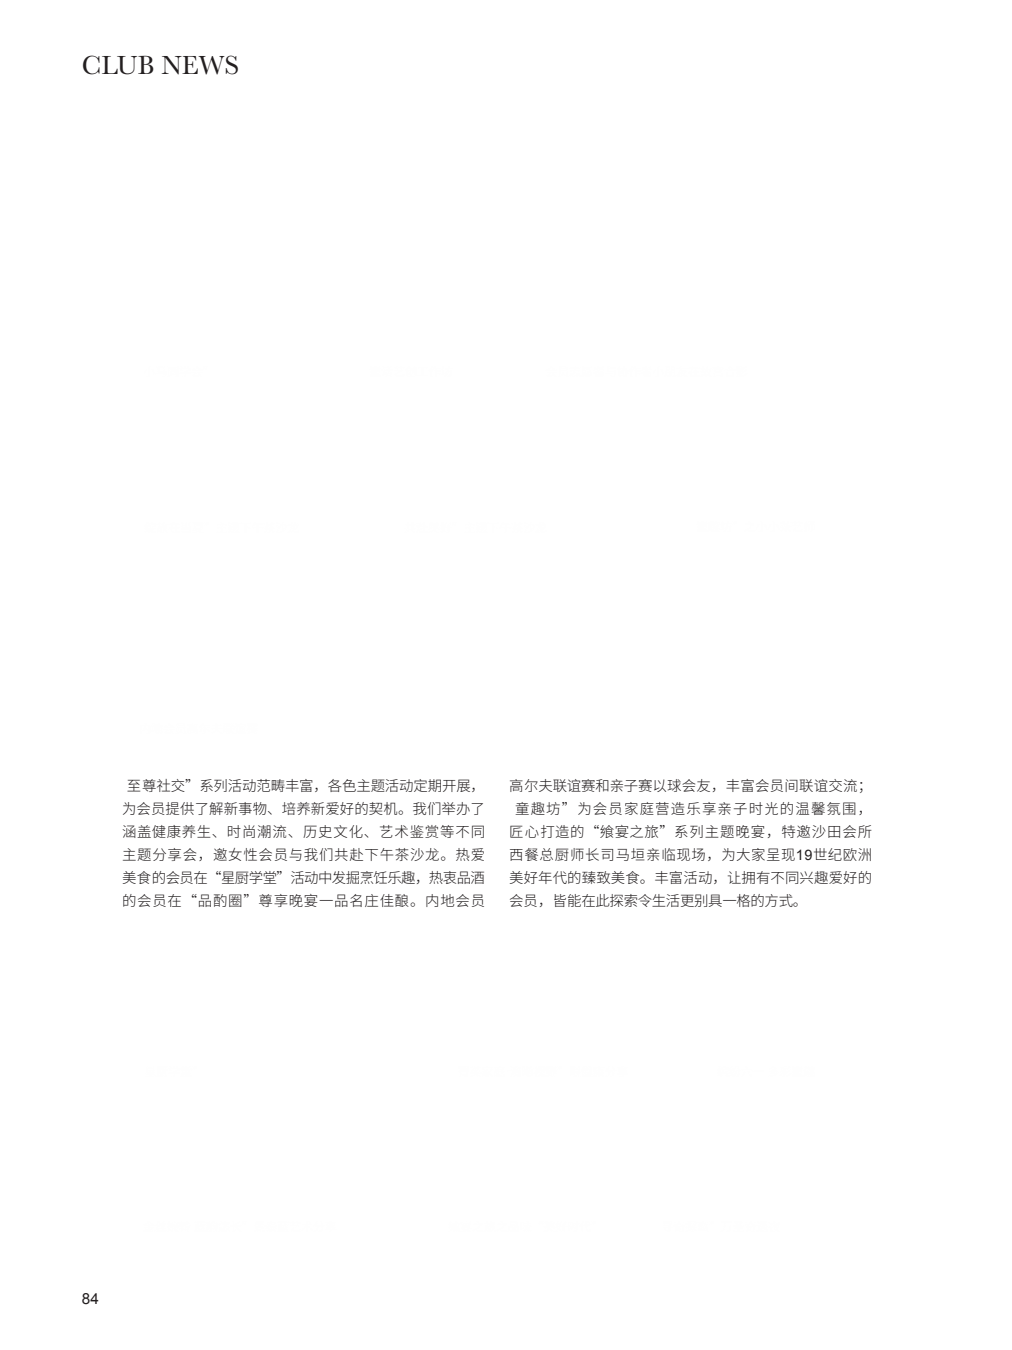 CLUB NEWS
至尊社交”系列活动范畴丰富，各色主题活动定期开展，
为会员提供了解新事物、培养新爱好的契机。我们举办了
涵盖健康养生、时尚潮流、历史文化、艺术鉴赏等不同
主题分享会，邀女性会员与我们共赴下午茶沙龙。热爱
美食的会员在“星厨学堂”活动中发掘烹饪乐趣，热衷品酒
的会员在“品酌圈”尊享晚宴一品名庄佳酿。内地会员
高尔夫联谊赛和亲子赛以球会友，丰富会员间联谊交流；
童趣坊”为会员家庭营造乐享亲子时光的温馨氛围，
匠心打造的“飨宴之旅”系列主题晚宴，特邀沙田会所
西餐总厨师长司马垣亲临现场，为大家呈现19世纪欧洲
美好年代的臻致美食。丰富活动，让拥有不同兴趣爱好的
会员，皆能在此探索令生活更别具一格的方式。
84